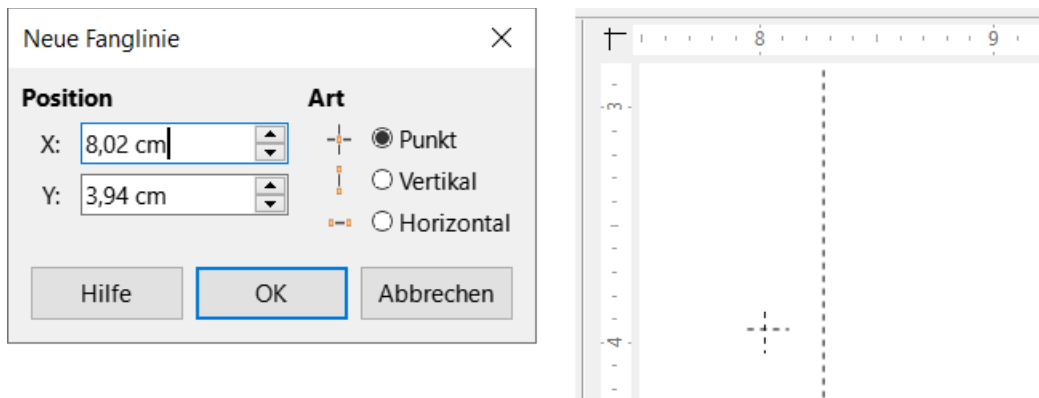 Neue Fanglinie
Position
Art
X: 8,02 cm
Punkt
Y: 3,94 cm
Vertikal
Horizontal
Hilfe
OK
Abbrechen
8
9
3
4